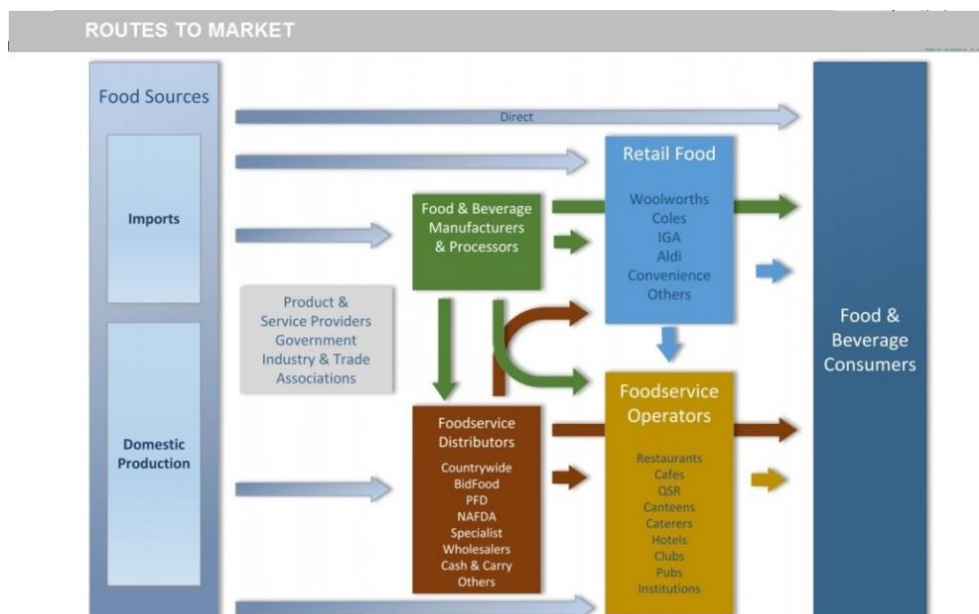 ROUTES TO MARKET
Food Sources
Imports
Domestic
Production
Direct
Product &
Service Providers
Government
Industry & Trade
Associations
Food & Beverage
Manufacturers
& Processors
Foodservice
Distributors
Countrywide
BidFood
PFD
NAFDA
Specialist
Wholesalers
Cash & Carry
Others
Retail Food
Woolworths
Coles
IGA
Aldi
Convenience
Others
Foodservice
Operators
Restaurants
Cafes
QSR
Canteens
Caterers
Hotels
Clubs
Pubs
Institutions
Food &
Beverage
Consumers